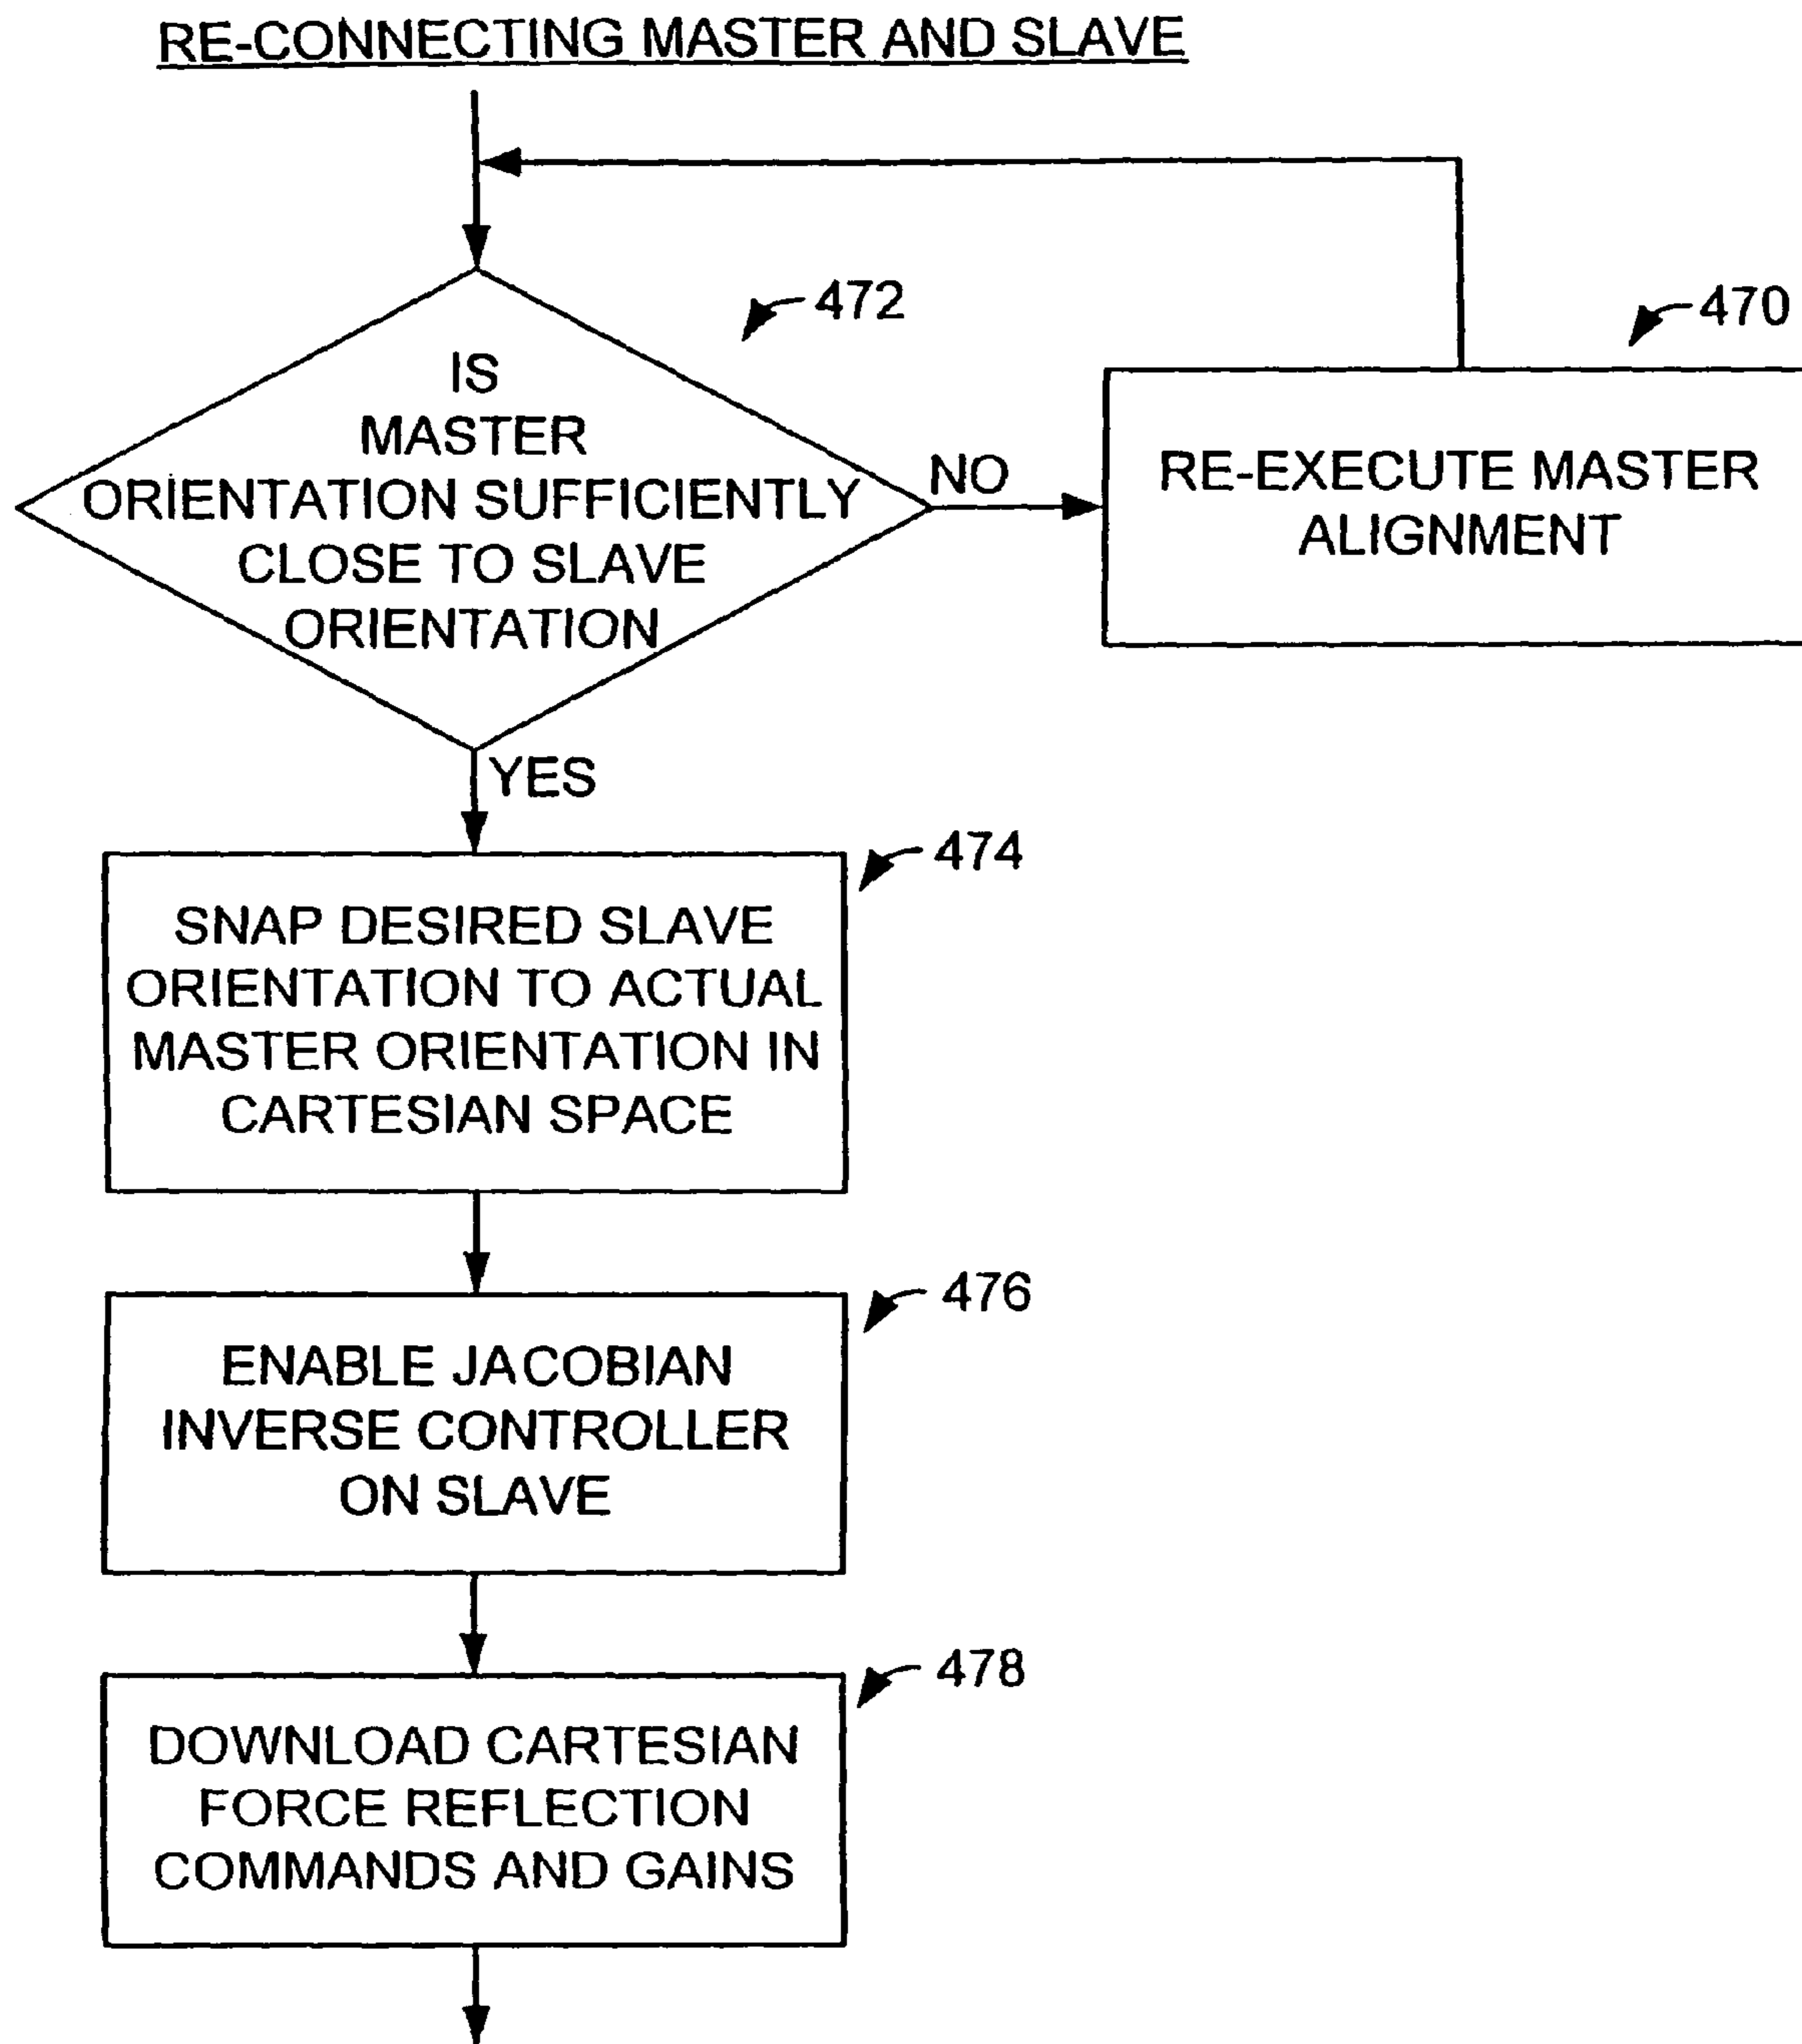 RE-CONNECTING MASTER AND SLAVE
472
IS
MASTER
ORIENTATION SUFFICIENTLY
CLOSE TO SLAVE
ORIENTATION
NO
470
RE-EXECUTE MASTER
ALIGNMENT
YES
474
SNAP DESIRED SLAVE
ORIENTATION TO ACTUAL
MASTER ORIENTATION IN
CARTESIAN SPACE
476
ENABLE JACOBIAN
INVERSE CONTROLLER
ON SLAVE
478
DOWNLOAD CARTESIAN
FORCE REFLECTION
COMMANDS AND GAINS